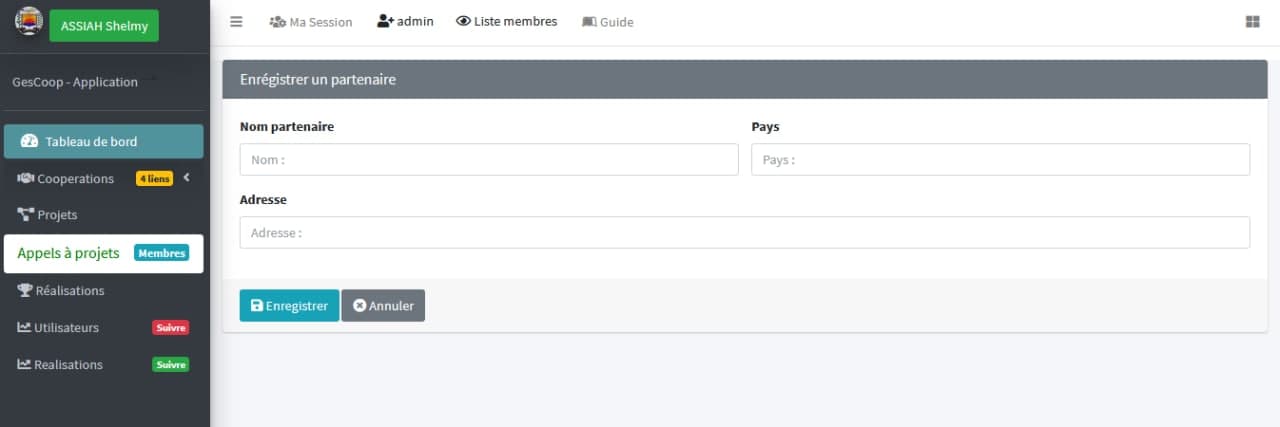 ASSIAH Shelmy
GesCoop - Application
Tableau de bord
Cooperations 4 liens
Projets
Appels à projets Membres
Réalisations
Utilisateurs Suivre
Realisations Suivre
Ma Session admin Liste membres Guide
Enrégistrer un partenaire
Nom partenaire Pays
Nom : Pays :
Adresse
Adresse :
Enregistrer Annuler